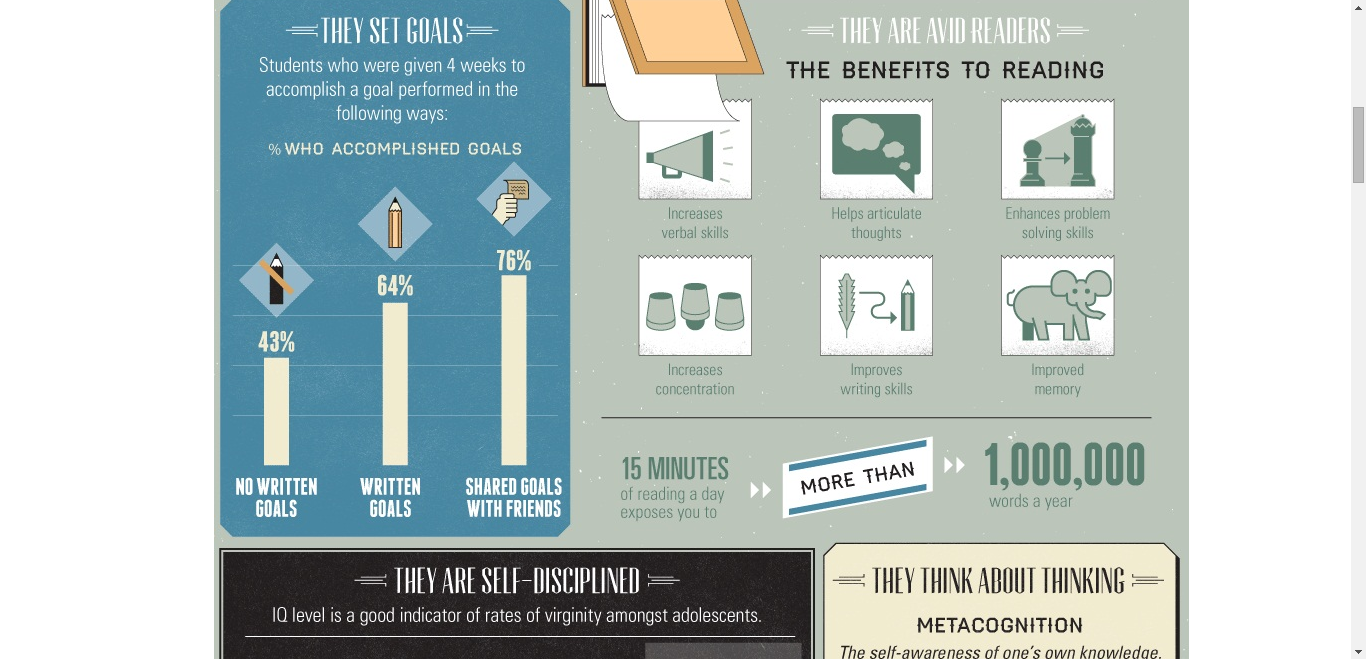 THEY SET GOALS
Students who were given 4 weeks to
accomplish a goal performed in the
following ways:
% WHO ACCOMPLISHED GOALS
43%
64%
76%
NO WRITTEN
GOALS
WRITTEN
GOALS
SHARED GOALS
WITH FRIENDS
THEY ARE AVID READERS
THE BENEFITS TO READING
Increases
verbal skills
Helps articulate
thoughts
Enhances problem
solving skills
Increases
concentration
Improves
writing skills
Improved
memory
15 MINUTES
of reading a day
exposes you to
MORE THAN
1,000,000
words a year
THEY ARE SELF-DISCIPLINED
IQ level is a good indicator of rates of virginity amongst adolescents.
THEY THINK ABOUT THINKING
METACOGNITION
The self-awareness of one's own knowledge.